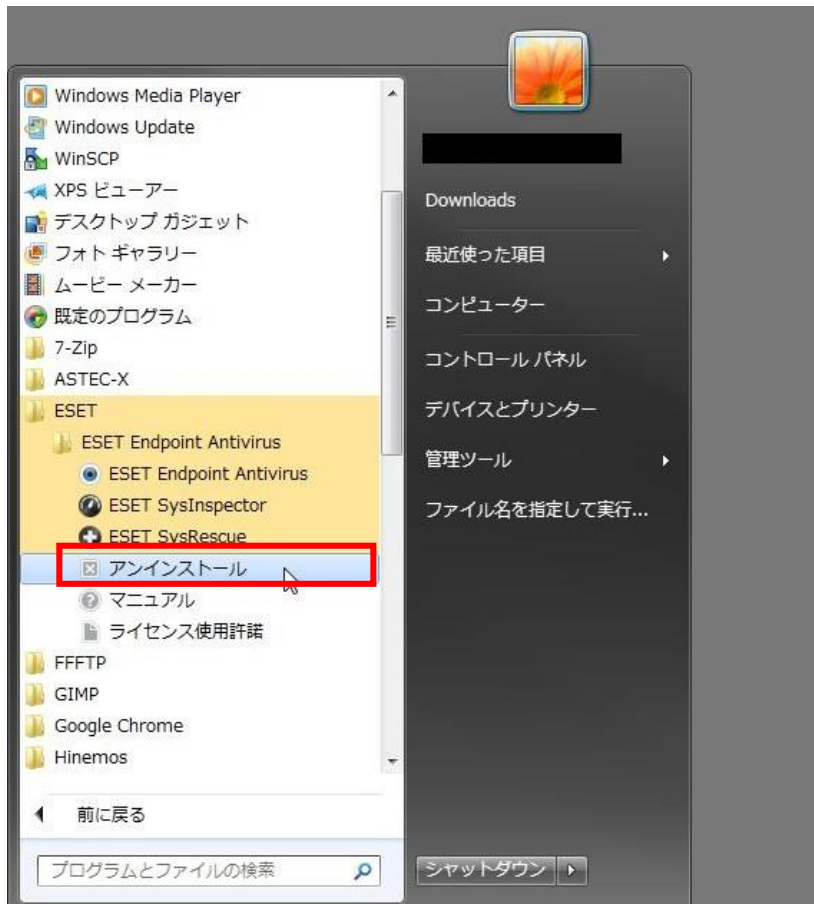 Windows Media Player
Windows Update
WinSCP
XPS ビューアー
デスクトップ ガジェット
フォト ギャラリー
ムービー メーカー
既定のプログラム
7-Zip
ASTEC-X
ESET
ESET Endpoint Antivirus
ESET Endpoint Antivirus
ESET SysInspector
ESET SysRescue
アンインストール
マニュアル
ライセンス使用許諾
FFFTP
GIMP
Google Chrome
Hinemos
前に戻る
プログラムとファイルの検索
Downloads
最近使った項目
コンピューター
コントロール パネル
デバイスとプリンター
管理ツール
ファイル名を指定して実行...
シャットダウン